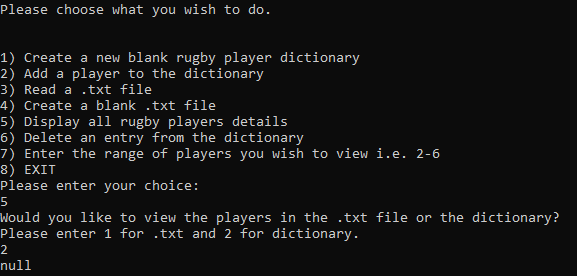 Please choose what you wish to do.
1) Create a new blank rugby player dictionary
2) Add a player to the dictionary
3) Read a .txt file
4) Create a blank .txt file
5) Display all rugby players details
6) Delete an entry from the dictionary
7) Enter the range of players you wish to view i.e. 2-6
8) EXIT
Please enter your choice:
5
Would you like to view the players in the .txt file or the dictionary?
Please enter 1 for .txt and 2 for dictionary.
2
null